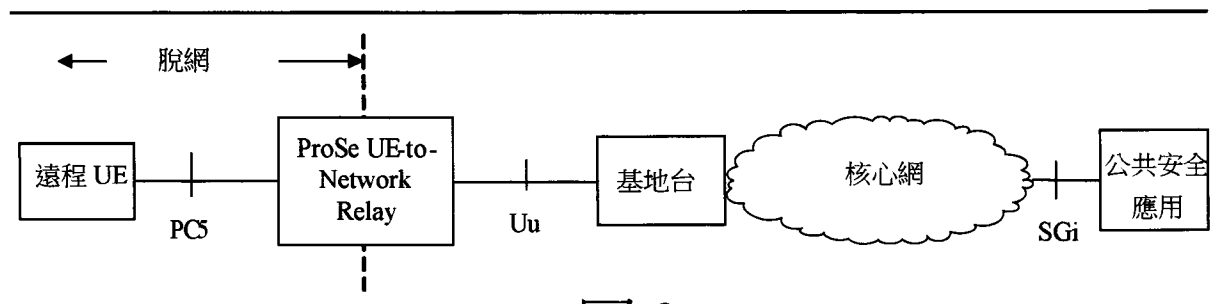 脫網
遠程 UE
PC5
ProSe UE-to-
Network
Relay
Uu
基地台
核心網
SGi
公共安全
應用